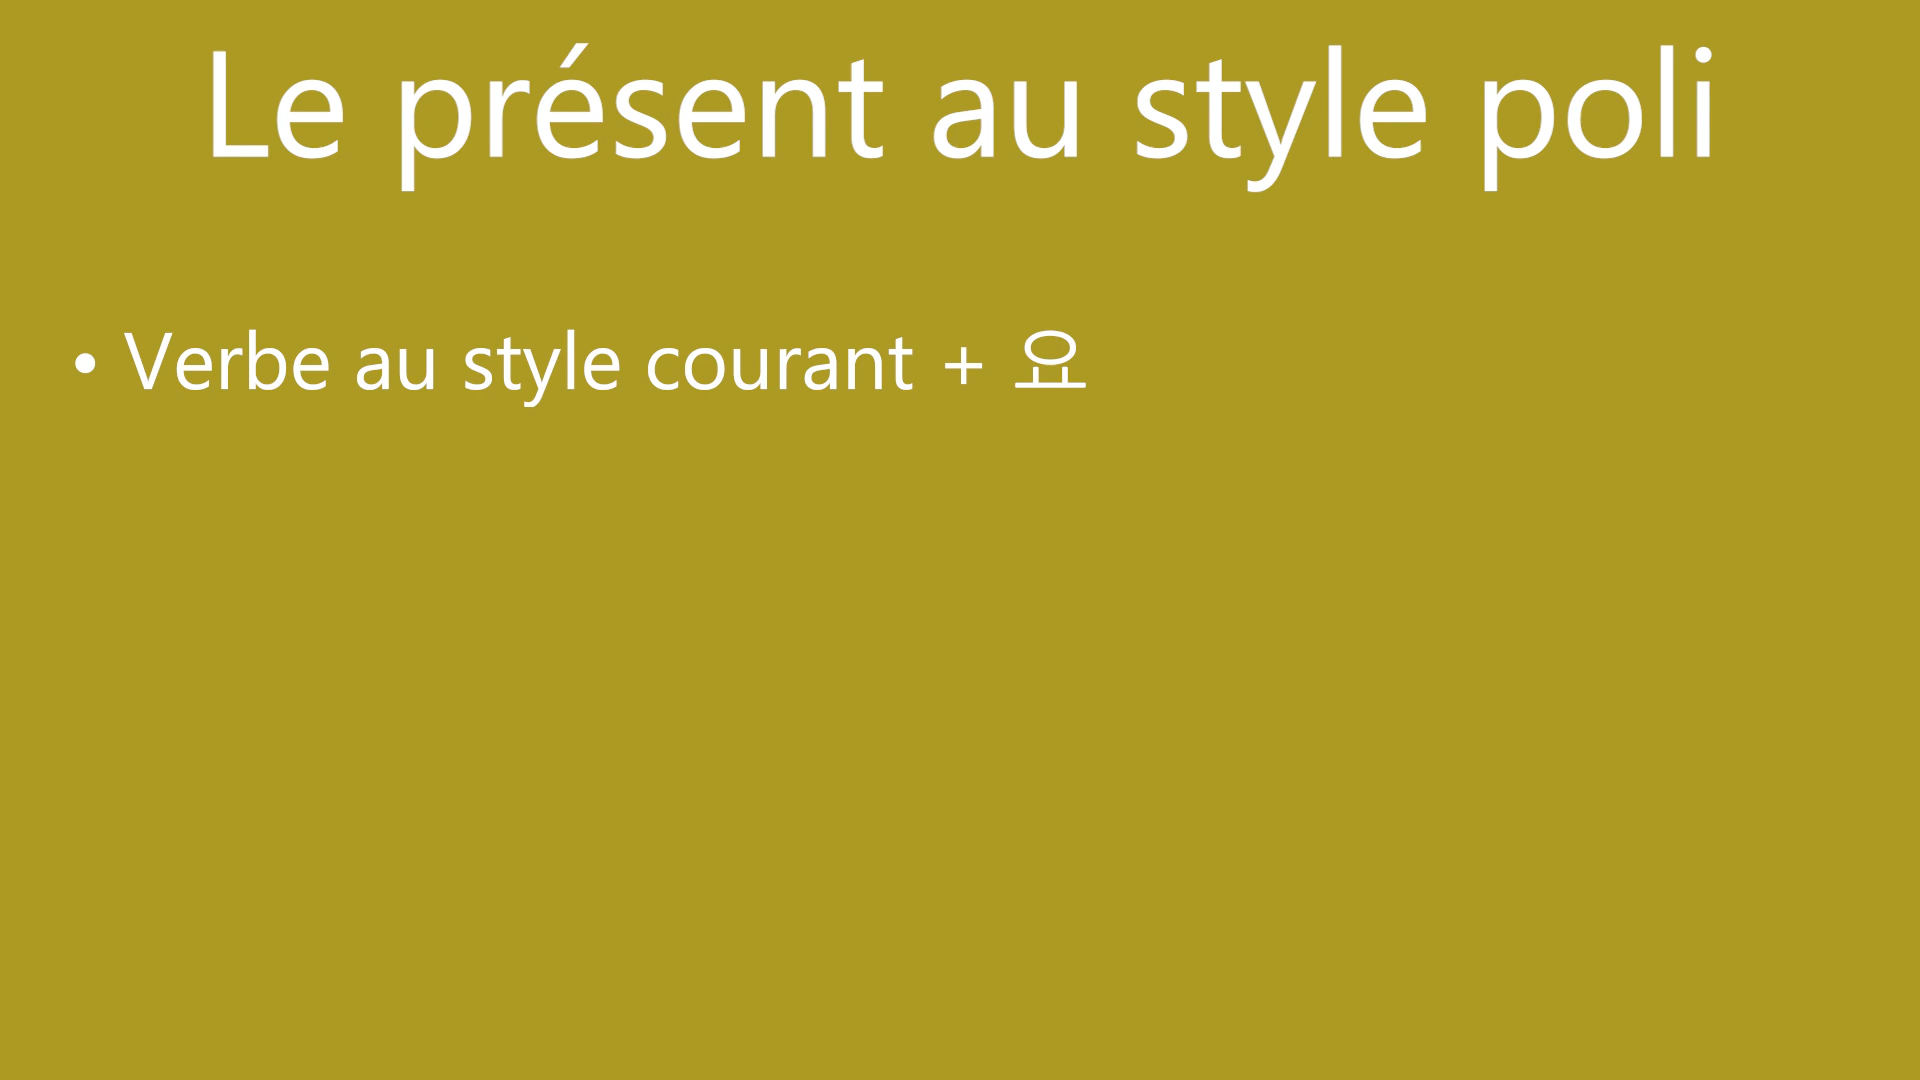 Le présent au style poli
• Verbe au style courant + 요